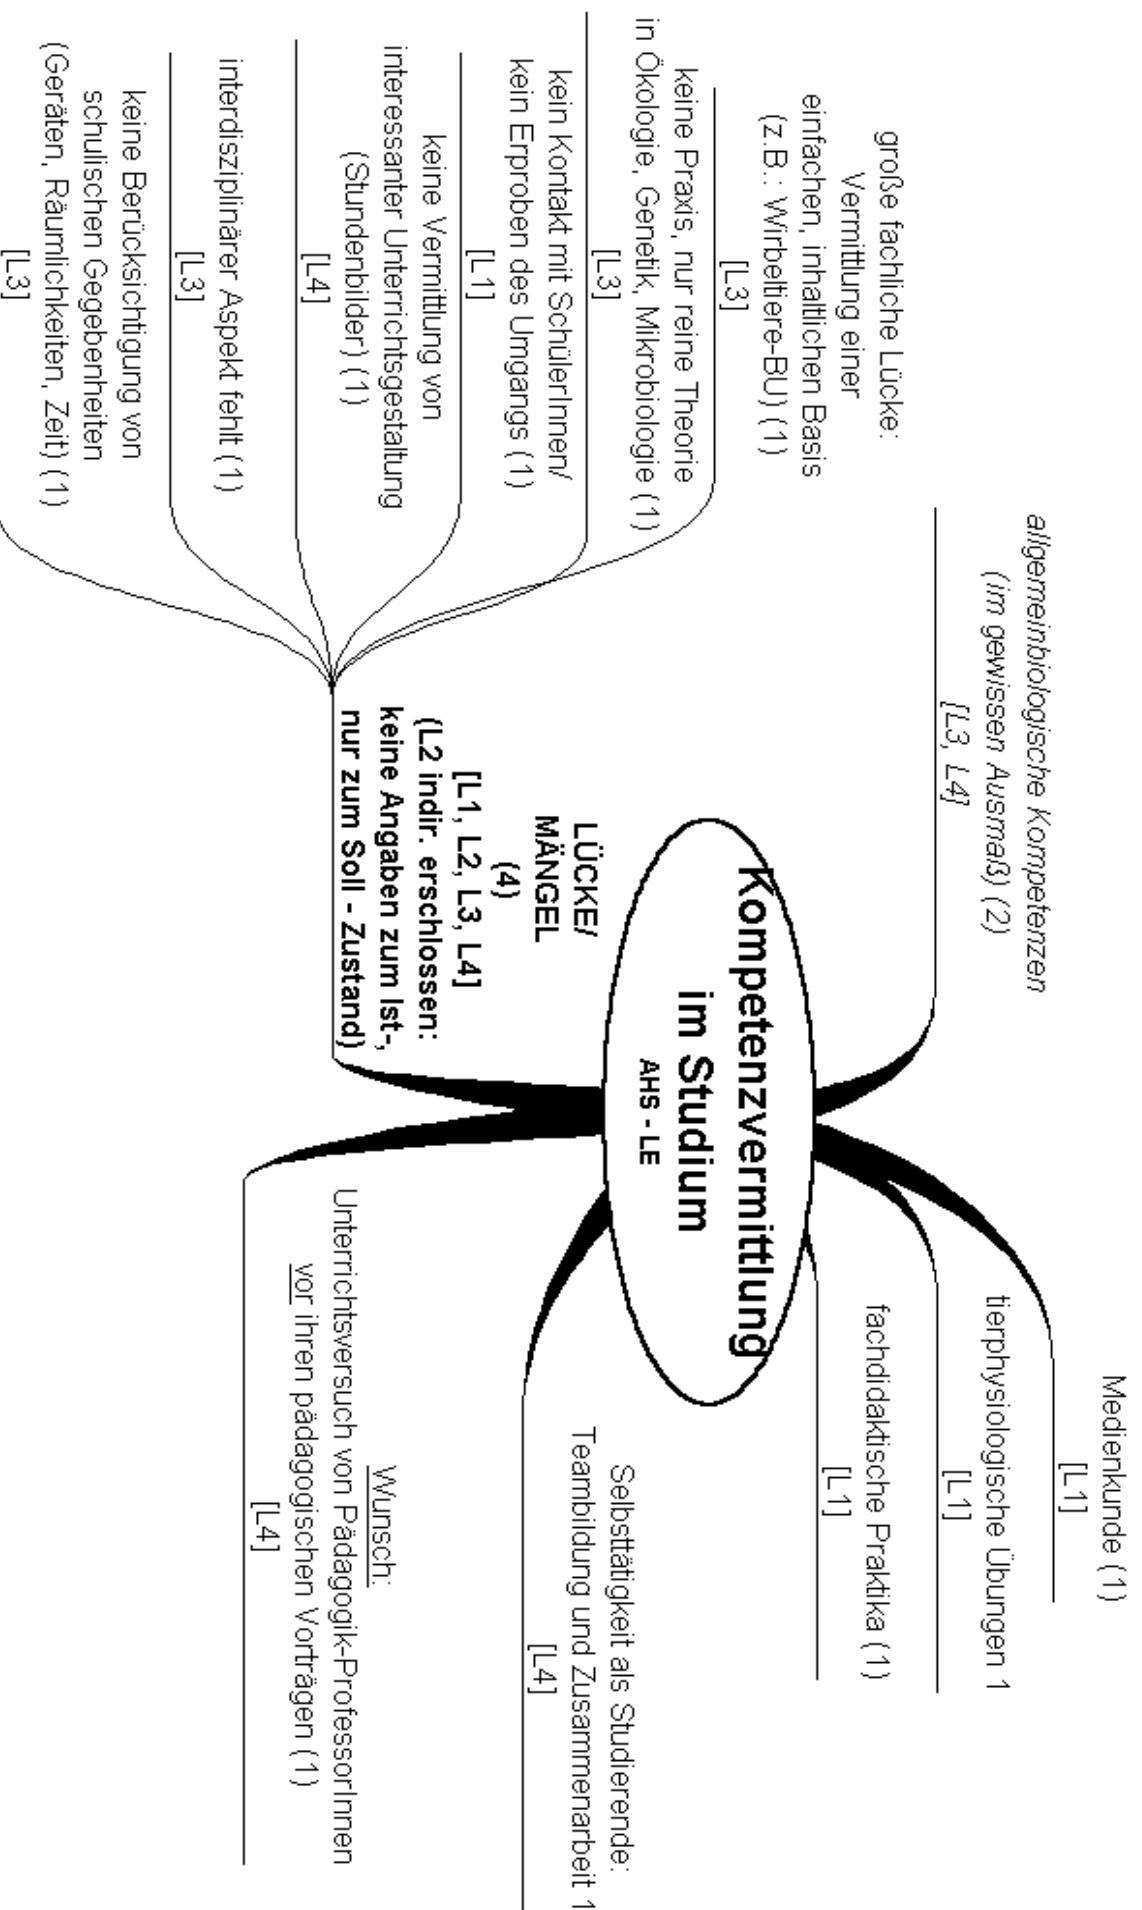 Kompetenzvermittlung
im Studium
AHS - LE
allgemeinbiologische Kompetenzen
(im gewissen Ausmaß) (2)
[L3, L4]
Medienkunde (1)
[L1]
tierphysiologische Übungen 1
[L1]
fachdidaktische Praktika (1)
[L1]
Selbsttätigkeit als Studierende:
Teambildung und Zusammenarbeit 1
[L4]
Wunsch:
Unterrichtsversuch von Pädagogik-ProfessorInnen
vor ihren pädagogischen Vorträgen (1)
[L4]
LÜCKE/
MÄNGEL
(4)
[L1, L2, L3, L4]
(L2 indir. erschlossen:
keine Angaben zum Ist-,
nur zum Soll - Zustand)
große fachliche Lücke:
Vermittlung einer
einfachen, inhaltlichen Basis
(z.B.: Wirbeltiere-BU) (1)
[L3]
keine Praxis, nur reine Theorie
in Ökologie, Genetik, Mikrobiologie (1)
[L3]
kein Kontakt mit SchülerInnen/
kein Erproben des Umgangs (1)
[L1]
keine Vermittlung von
interessanter Unterrichtsgestaltung
(Stundenbilder) (1)
[L4]
interdisziplinärer Aspekt fehlt (1)
[L3]
keine Berücksichtigung von
schulischen Gegebenheiten
(Geräten, Räumlichkeiten, Zeit) (1)
[L3]